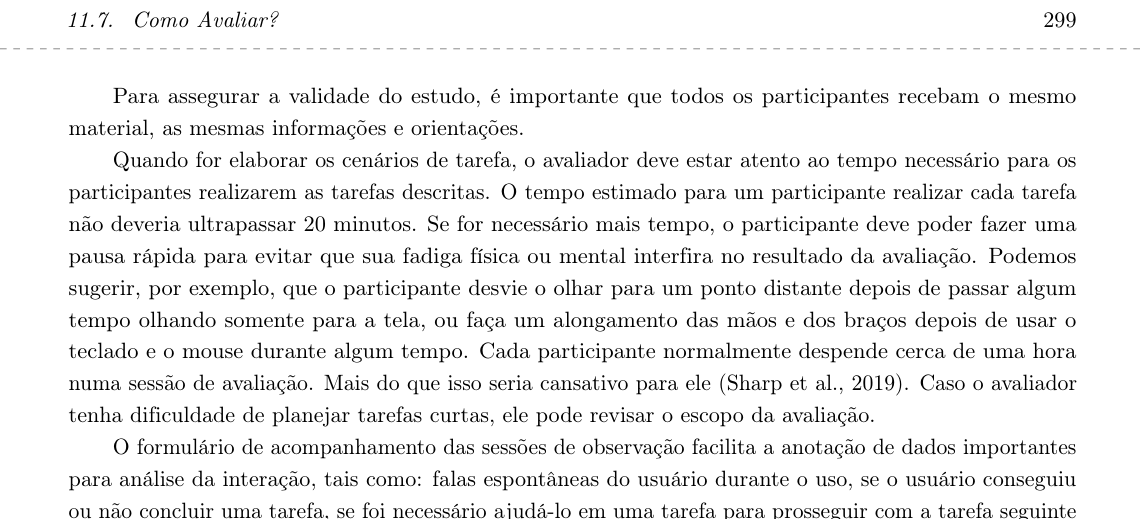 11.7. Como Avaliar? 299
Para assegurar a validade do estudo, é importante que todos os participantes recebam o mesmo
material, as mesmas informações e orientações.
Quando for elaborar os cenários de tarefa, o avaliador deve estar atento ao tempo necessário para os
participantes realizarem as tarefas descritas. O tempo estimado para um participante realizar cada tarefa
não deveria ultrapassar 20 minutos. Se for necessário mais tempo, o participante deve poder fazer uma
pausa rápida para evitar que sua fadiga física ou mental interfira no resultado da avaliação. Podemos
sugerir, por exemplo, que o participante desvie o olhar para um ponto distante depois de passar algum
tempo olhando somente para a tela, ou faça um alongamento das mãos e dos braços depois de usar o
teclado e o mouse durante algum tempo. Cada participante normalmente despende cerca de uma hora
numa sessão de avaliação. Mais do que isso seria cansativo para ele (Sharp et al., 2019). Caso o avaliador
tenha dificuldade de planejar tarefas curtas, ele pode revisar o escopo da avaliação.
O formulário de acompanhamento das sessões de observação facilita a anotação de dados importantes
para análise da interação, tais como: falas espontâneas do usuário durante o uso, se o usuário conseguiu
ou não concluir uma tarefa, se foi necessário ajudá-lo em uma tarefa para prosseguir com a tarefa seguinte